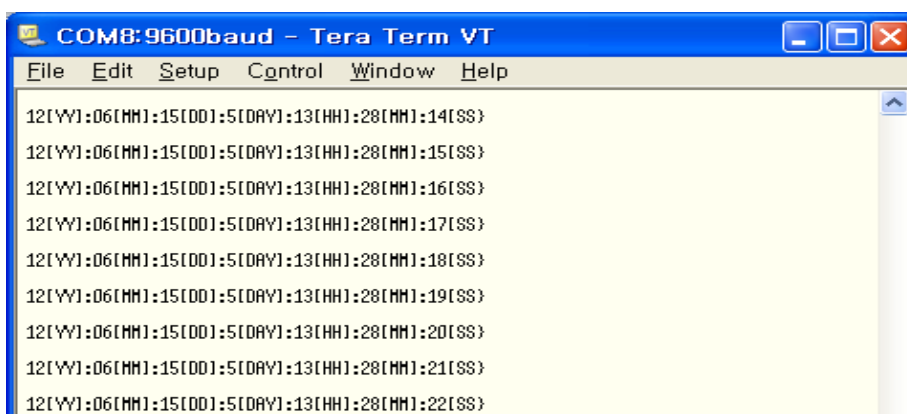 COM8:9600baud - Tera Term VT
File Edit Setup Control Window Help
12[YY]:06[MM]:15[DD]:5[DAY]:13[HH]:28[MM]:14[SS}
12[YY]:06[MM]:15[DD]:5[DAY]:13[HH]:28[MM]:15[SS}
12[YY]:06[MM]:15[DD]:5[DAY]:13[HH]:28[MM]:16[SS}
12[YY]:06[MM]:15[DD]:5[DAY]:13[HH]:28[MM]:17[SS}
12[YY]:06[MM]:15[DD]:5[DAY]:13[HH]:28[MM]:18[SS}
12[YY]:06[MM]:15[DD]:5[DAY]:13[HH]:28[MM]:19[SS}
12[YY]:06[MM]:15[DD]:5[DAY]:13[HH]:28[MM]:20[SS}
12[YY]:06[MM]:15[DD]:5[DAY]:13[HH]:28[MM]:21[SS}
12[YY]:06[MM]:15[DD]:5[DAY]:13[HH]:28[MM]:22[SS}